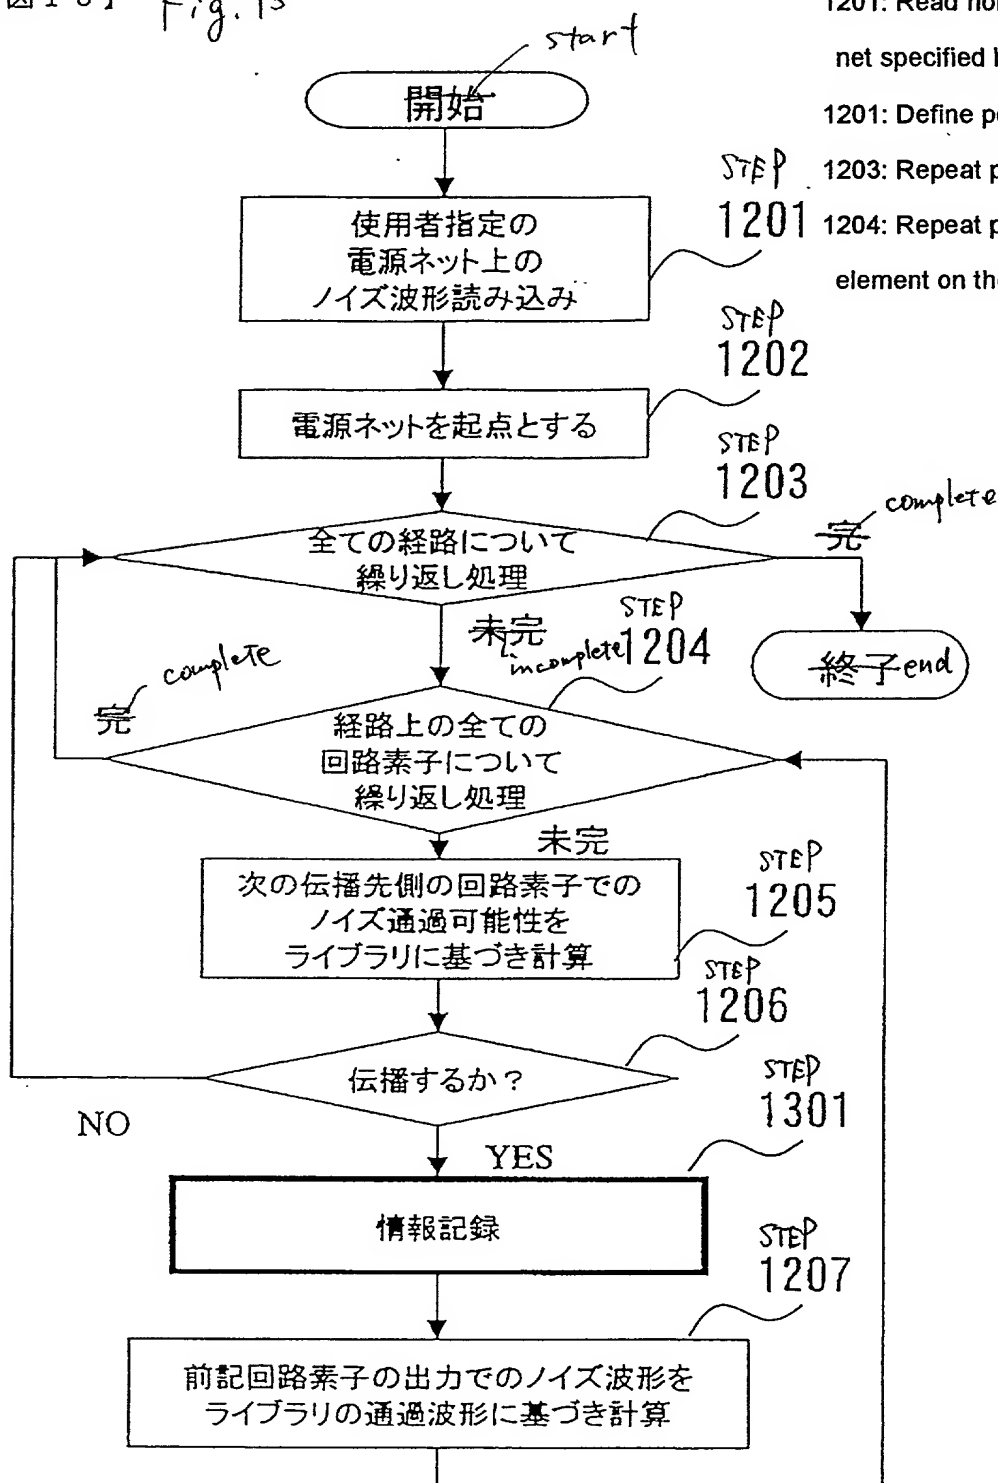 Fig. 13
start
開始
STEP
1201
使用者指定の
電源ネット上の
ノイズ波形読み込み
STEP
1202
電源ネットを起点とする
STEP
1203
全ての経路について
繰り返し処理
完
complete
未完
incomplete
STEP
1204
終了 end
complete
完
経路上の全ての
回路素子について
繰り返し処理
未完
STEP
1205
次の伝播先側の回路素子での
ノイズ通過可能性を
ライブラリに基づき計算
STEP
1206
伝播するか?
NO
YES
STEP
1301
情報記録
STEP
1207
前記回路素子の出力でのノイズ波形を
ライブラリの通過波形に基づき計算
1201: Read
net specified
1201: Define
1203: Repeat
1204: Repeat
element on